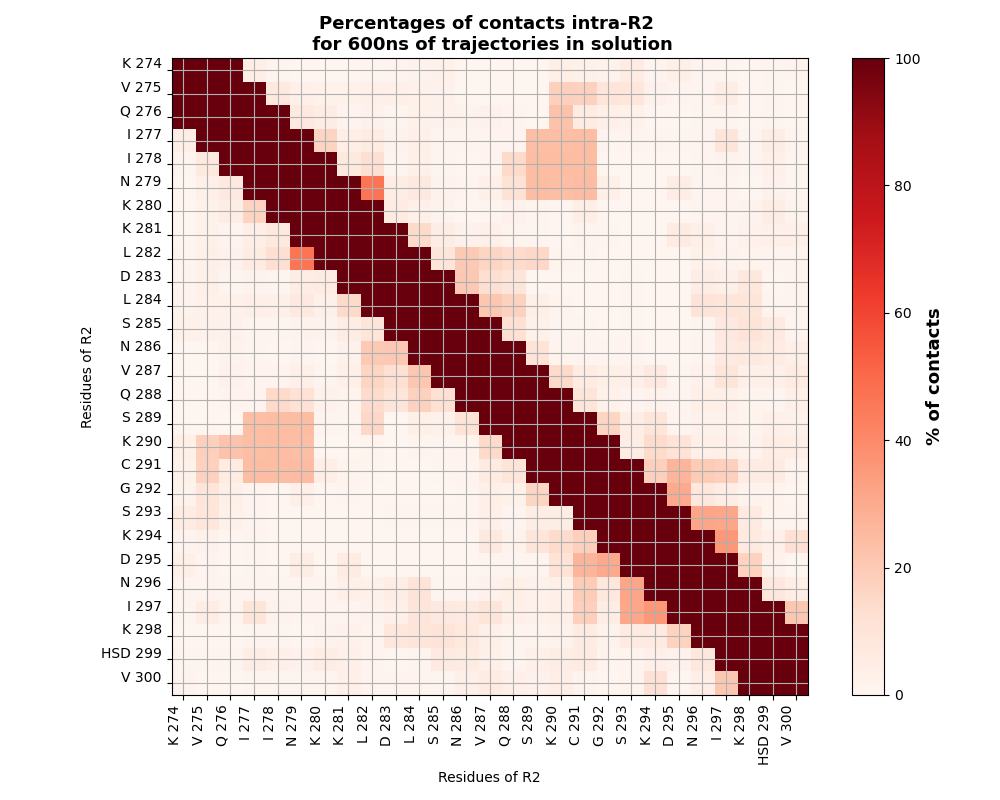 Percentages of contacts intra-R2
for 600ns of trajectories in solution
K 274
V 275
Q 276
I 277
I 278
N 279
K 280
K 281
L 282
D 283
L 284
S 285
N 286
V 287
Q 288
S 289
K 290
C 291
G 292
S 293
K 294
D 295
N 296
I 297
K 298
HSD 299
V 300
Residues of R2
K 274
V 275
Q 276
I 277
I 278
N 279
K 280
K 281
L 282
D 283
L 284
S 285
N 286
V 287
Q 288
S 289
K 290
C 291
G 292
S 293
K 294
D 295
N 296
I 297
K 298
HSD 299
V 300
Residues of R2
100
80
60
40
20
0
% of contacts